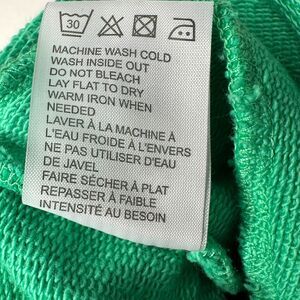 30
MACHINE WASH COLD
WASH INSIDE OUT
DO NOT BLEACH
LAY FLAT TO DRY
WARM IRON WHEN
NEEDED
LAVER À LA MACHINE À
L'EAU FROIDE À L'ENVERS
NE PAS UTILISER D'EAU
DE JAVEL
FAIRE SÉCHER À PLAT
REPASSER À FAIBLE
INTENSITÉ AU BESOIN